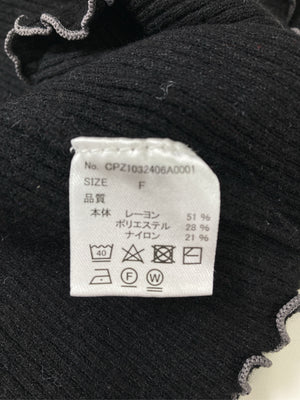 No. CPZ1032406A0001
SIZE F
品質
本体 レーヨン 51%
ポリエステル 28%
ナイロン 21%
40
F W